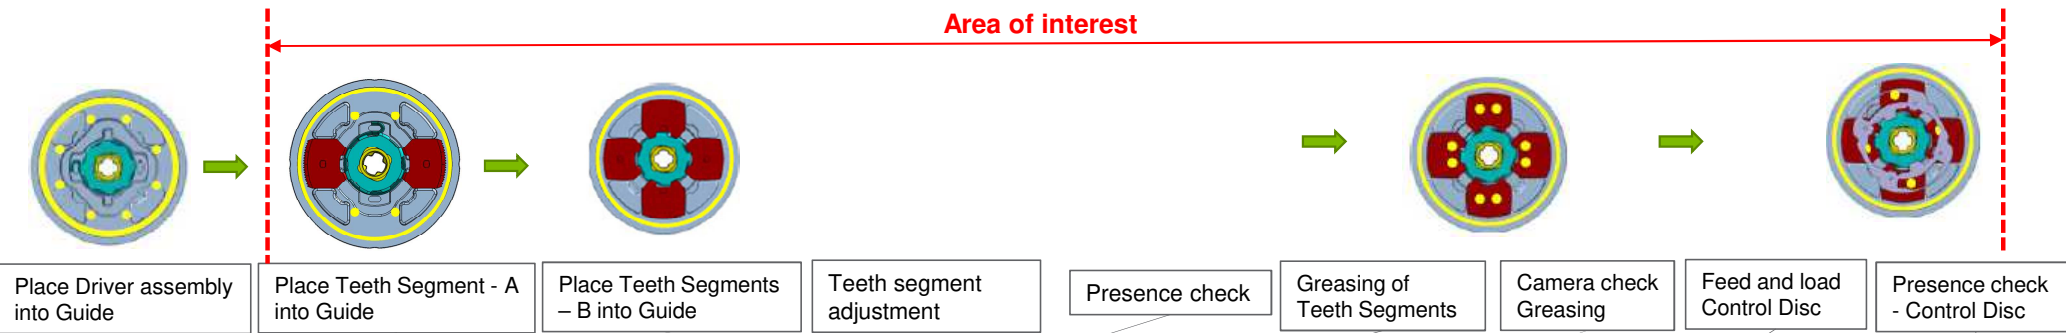 Area of interest
Place Driver assembly
into Guide
Place Teeth Segment - A
into Guide
Place Teeth Segments
– B into Guide
Teeth segment
adjustment
Presence check
Greasing of
Teeth Segments
Camera check
Greasing
Feed and load
Control Disc
Presence check
- Control Disc